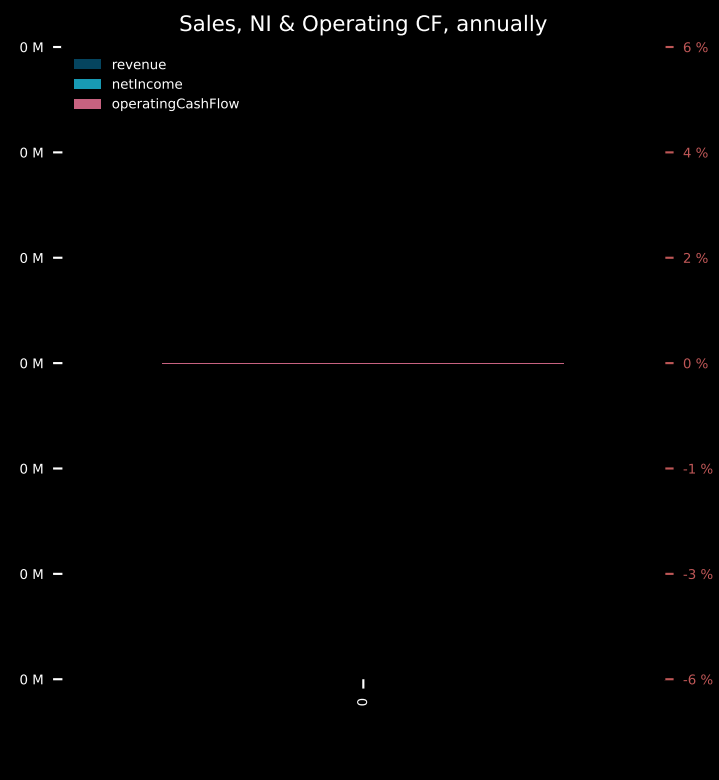 Sales, NI & Operating CF, annually
0 M
6 %
revenue
netIncome
operatingCashFlow
0 M
4 %
0 M
2 %
0 M
0 %
0 M
-1 %
0 M
-3 %
0 M
-6 %
0